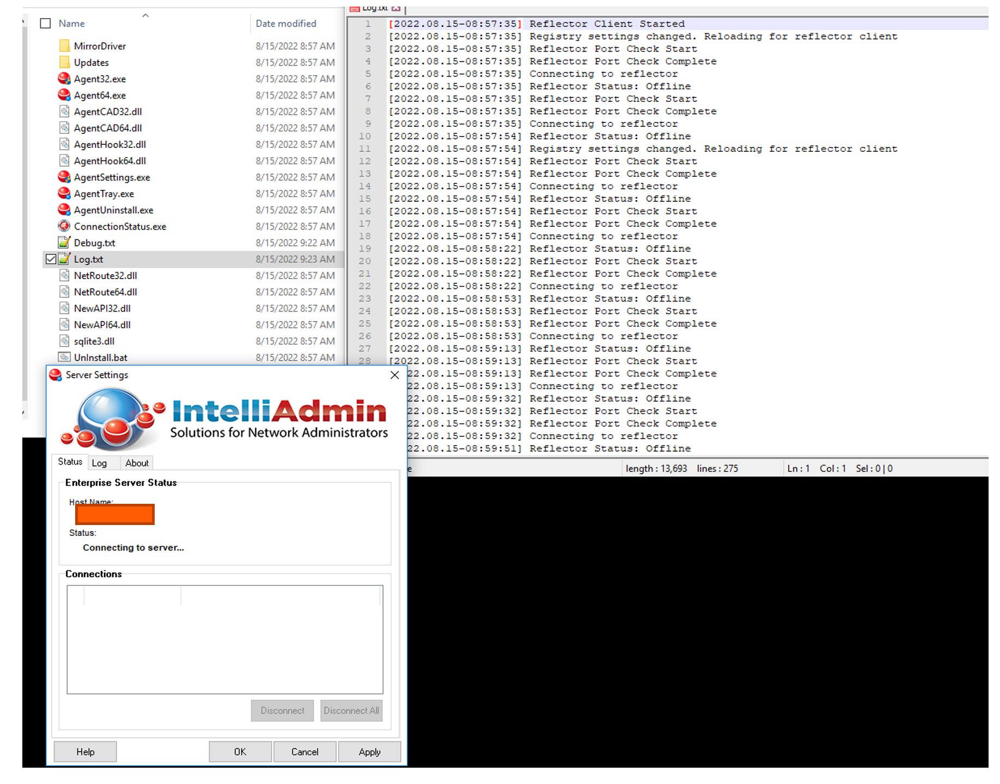 Name
Date modified
MirrorDriver 8/15/2022 8:57 AM
Updates 8/15/2022 8:57 AM
Agent32.exe 8/15/2022 8:57 AM
Agent64.exe 8/15/2022 8:57 AM
AgentCAD32.dll 8/15/2022 8:57 AM
AgentCAD64.dll 8/15/2022 8:57 AM
AgentHook32.dll 8/15/2022 8:57 AM
AgentHook64.dll 8/15/2022 8:57 AM
AgentSettings.exe 8/15/2022 8:57 AM
AgentTray.exe 8/15/2022 8:57 AM
AgentUninstall.exe 8/15/2022 8:57 AM
ConnectionStatus.exe 8/15/2022 8:57 AM
Debug.txt 8/15/2022 9:22 AM
Log.txt 8/15/2022 9:23 AM
NetRoute32.dll 8/15/2022 8:57 AM
NetRoute64.dll 8/15/2022 8:57 AM
NewAPI32.dll 8/15/2022 8:57 AM
NewAPI64.dll 8/15/2022 8:57 AM
sqlite3.dll 8/15/2022 8:57 AM
UnInstall.bat 8/15/2022 8:57 AM
Log.txt
1 [2022.08.15-08:57:35] Reflector Client Started
2 [2022.08.15-08:57:35] Registry settings changed. Reloading for reflector client
3 [2022.08.15-08:57:35] Reflector Port Check Start
4 [2022.08.15-08:57:35] Reflector Port Check Complete
5 [2022.08.15-08:57:35] Connecting to reflector
6 [2022.08.15-08:57:35] Reflector Status: Offline
7 [2022.08.15-08:57:35] Reflector Port Check Start
8 [2022.08.15-08:57:35] Reflector Port Check Complete
9 [2022.08.15-08:57:35] Connecting to reflector
10 [2022.08.15-08:57:54] Reflector Status: Offline
11 [2022.08.15-08:57:54] Registry settings changed. Reloading for reflector client
12 [2022.08.15-08:57:54] Reflector Port Check Start
13 [2022.08.15-08:57:54] Reflector Port Check Complete
14 [2022.08.15-08:57:54] Connecting to reflector
15 [2022.08.15-08:57:54] Reflector Status: Offline
16 [2022.08.15-08:57:54] Reflector Port Check Start
17 [2022.08.15-08:57:54] Reflector Port Check Complete
18 [2022.08.15-08:57:54] Connecting to reflector
19 [2022.08.15-08:58:22] Reflector Status: Offline
20 [2022.08.15-08:58:22] Reflector Port Check Start
21 [2022.08.15-08:58:22] Reflector Port Check Complete
22 [2022.08.15-08:58:22] Connecting to reflector
23 [2022.08.15-08:58:53] Reflector Status: Offline
24 [2022.08.15-08:58:53] Reflector Port Check Start
25 [2022.08.15-08:58:53] Reflector Port Check Complete
26 [2022.08.15-08:58:53] Connecting to reflector
27 [2022.08.15-08:59:13] Reflector Status: Offline
28 [2022.08.15-08:59:13] Reflector Port Check Start
22.08.15-08:59:13] Reflector Port Check Complete
22.08.15-08:59:13] Connecting to reflector
22.08.15-08:59:32] Reflector Status: Offline
22.08.15-08:59:32] Reflector Port Check Start
22.08.15-08:59:32] Reflector Port Check Complete
22.08.15-08:59:32] Connecting to reflector
22.08.15-08:59:51] Reflector Status: Offline
e length : 13,693 lines : 275 Ln : 1 Col : 1 Sel : 0 | 0
Server Settings
IntelliAdmin
Solutions for Network Administrators
Status Log About
Enterprise Server Status
Host Name:
Status:
Connecting to server...
Connections
Disconnect Disconnect All
Help OK Cancel Apply